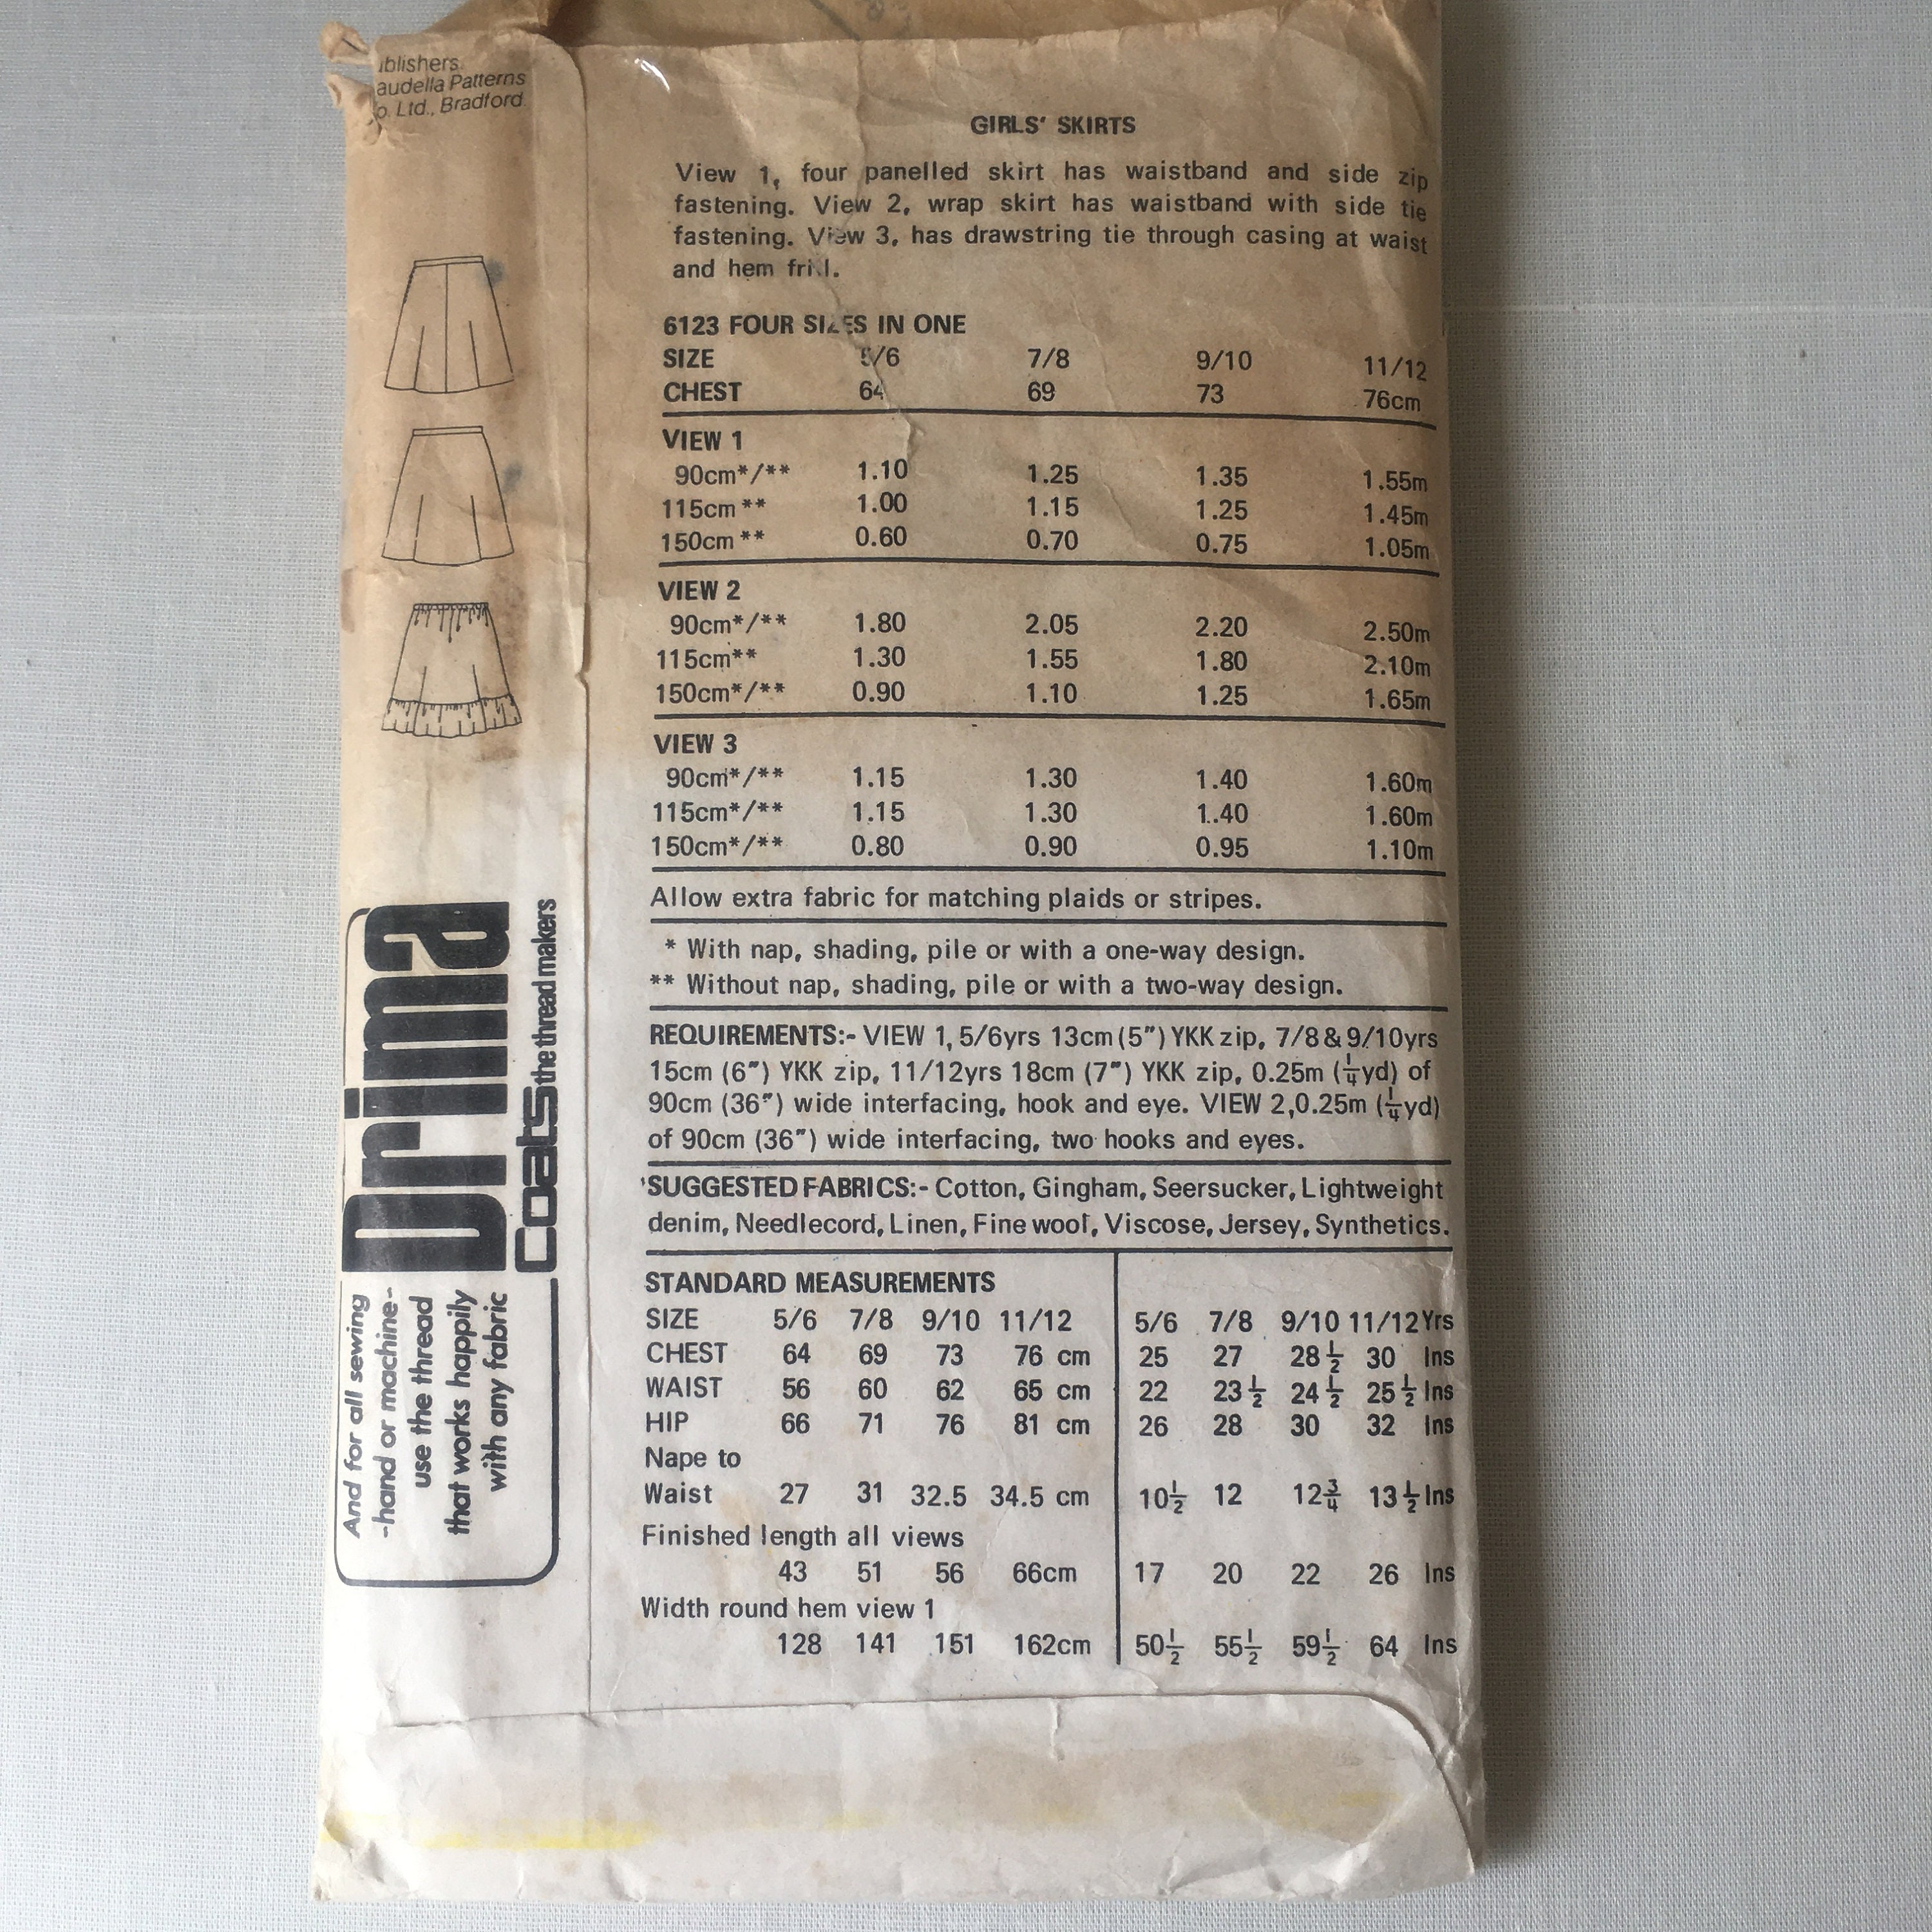 Patterns
Ltd., Bradford
GIRLS' SKIRTS
View 1, four panelled skirt has waistband and side zip
fastening. View 2, wrap skirt has waistband with side tie
fastening. View 3, has drawstring tie through casing at waist
and hem frill.
6123 FOUR SIZES IN ONE
SIZE 5/6 7/8 9/10 11/12
CHEST 64 69 73 76cm
VIEW 1
90cm*/** 1.10 1.25 1.35 1.55m
115cm** 1.00 1.15 1.25 1.45m
150cm** 0.60 0.70 0.75 1.05m
VIEW 2
90cm*/** 1.80 2.05 2.20 2.50m
115cm** 1.30 1.55 1.80 2.10m
150cm*/** 0.90 1.10 1.25 1.65m
VIEW 3
90cm*/** 1.15 1.30 1.40 1.60m
115cm*/** 1.15 1.30 1.40 1.60m
150cm*/** 0.80 0.90 0.95 1.10m
Allow extra fabric for matching plaids or stripes.
* With nap, shading, pile or with a one-way design.
** Without nap, shading, pile or with a two-way design.
REQUIREMENTS:- VIEW 1, 5/6yrs 13cm (5") YKK zip, 7/8 & 9/10yrs
15cm (6") YKK zip, 11/12yrs 18cm (7") YKK zip, 0.25m (¼yd) of
90cm (36") wide interfacing, hook and eye. VIEW 2, 0.25m (¼yd)
of 90cm (36") wide interfacing, two hooks and eyes.
SUGGESTED FABRICS:- Cotton, Gingham, Seersucker, Lightweight
denim, Needlecord, Linen, Fine wool, Viscose, Jersey, Synthetics.
STANDARD MEASUREMENTS
SIZE 5/6 7/8 9/10 11/12 5/6 7/8 9/10 11/12 Yrs
CHEST 64 69 73 76 cm 25 27 28½ 30 Ins
WAIST 56 60 62 65 cm 22 23½ 24½ 25½ Ins
HIP 66 71 76 81 cm 26 28 30 32 Ins
Nape to
Waist 27 31 32.5 34.5 cm 10½ 12 12¾ 13½ Ins
Finished length all views
43 51 56 66cm 17 20 22 26 Ins
Width round hem view 1
128 141 151 162cm 50½ 55½ 59½ 64 Ins
Drima
Coats the thread makers
And for all sewing
-hand or machine-
use the thread
that works happily
with any fabric